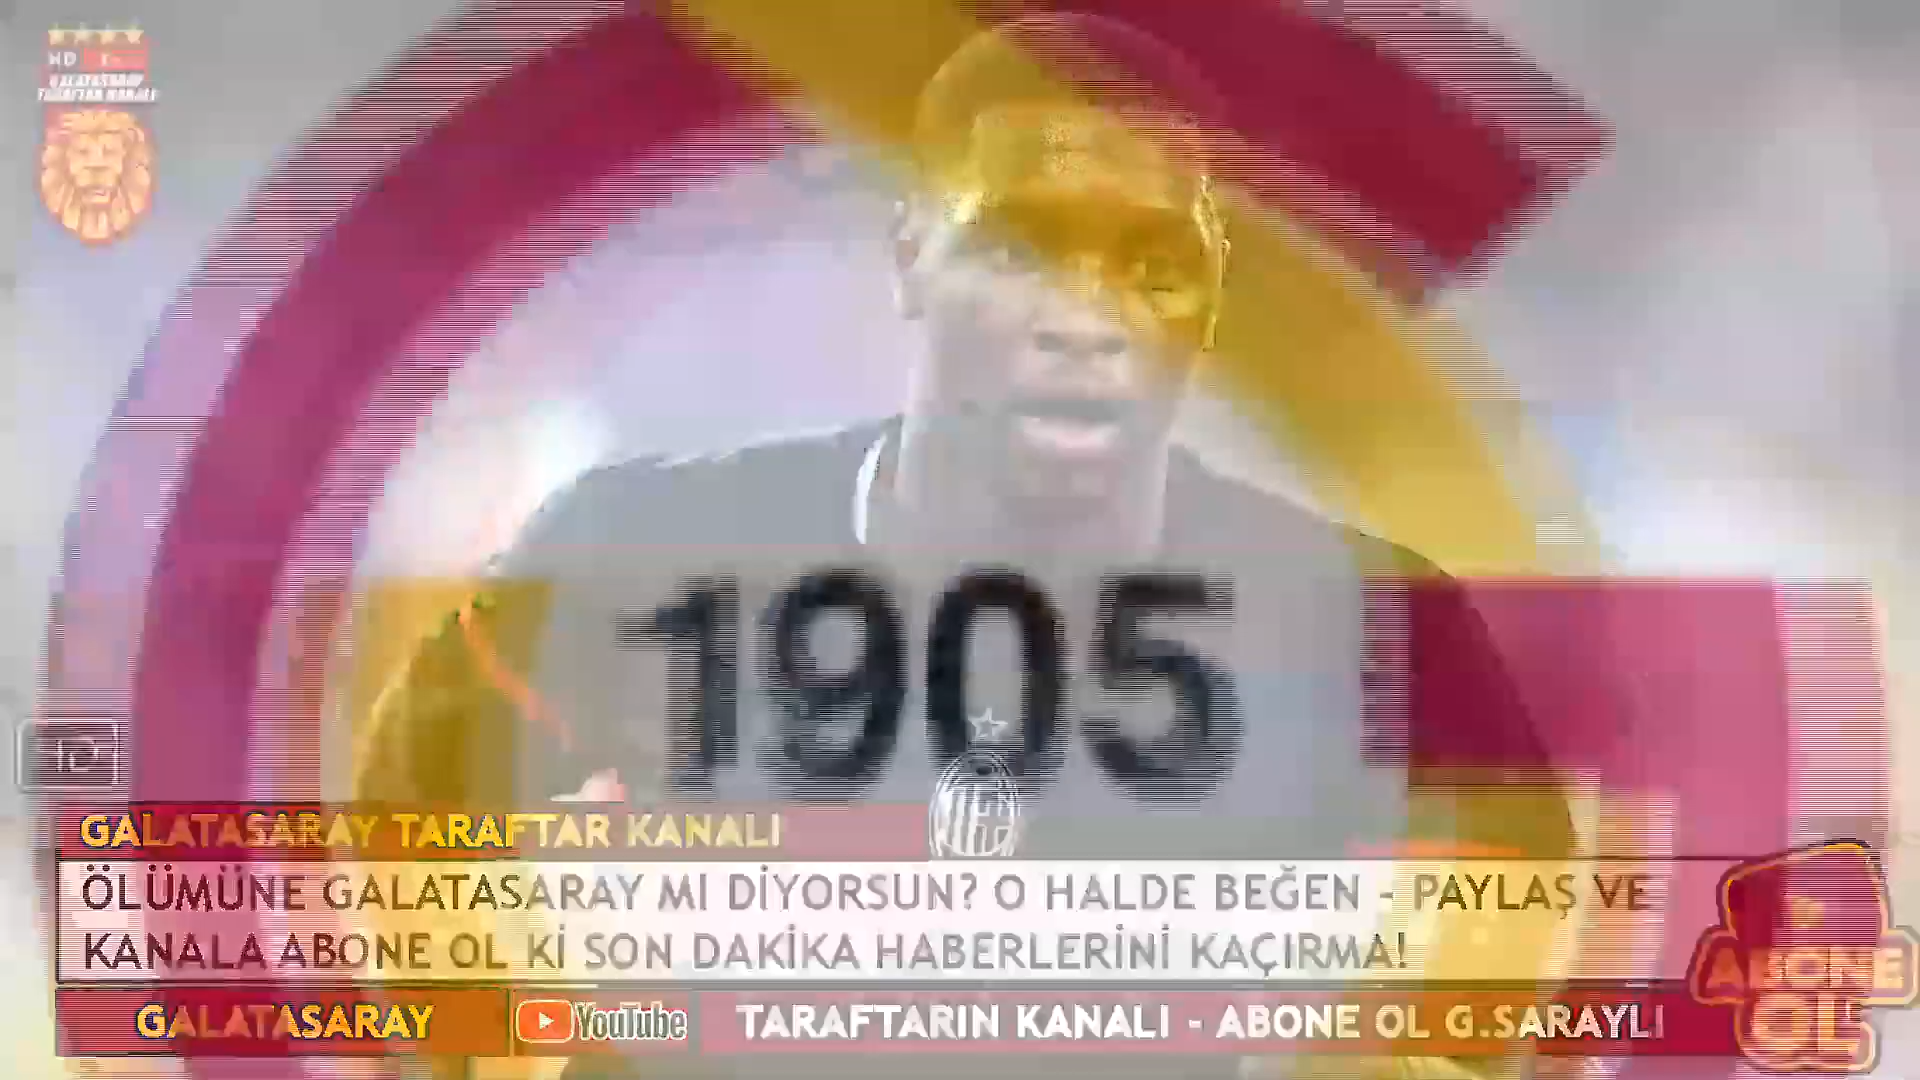 HD
GALATASARAY
TARAFTAR KANALI
1905
HD
GALATASARAY TARAFTAR KANALI
ÖLÜMÜNE GALATASARAY MI DİYORSUN? O HALDE BEĞEN - PAYLAŞ VE
KANALA ABONE OL Kİ SON DAKİKA HABERLERİNİ KAÇIRMA!
GALATASARAY YouTube TARAFTARIN KANALI - ABONE OL G.SARAYLI
ABONE
OL